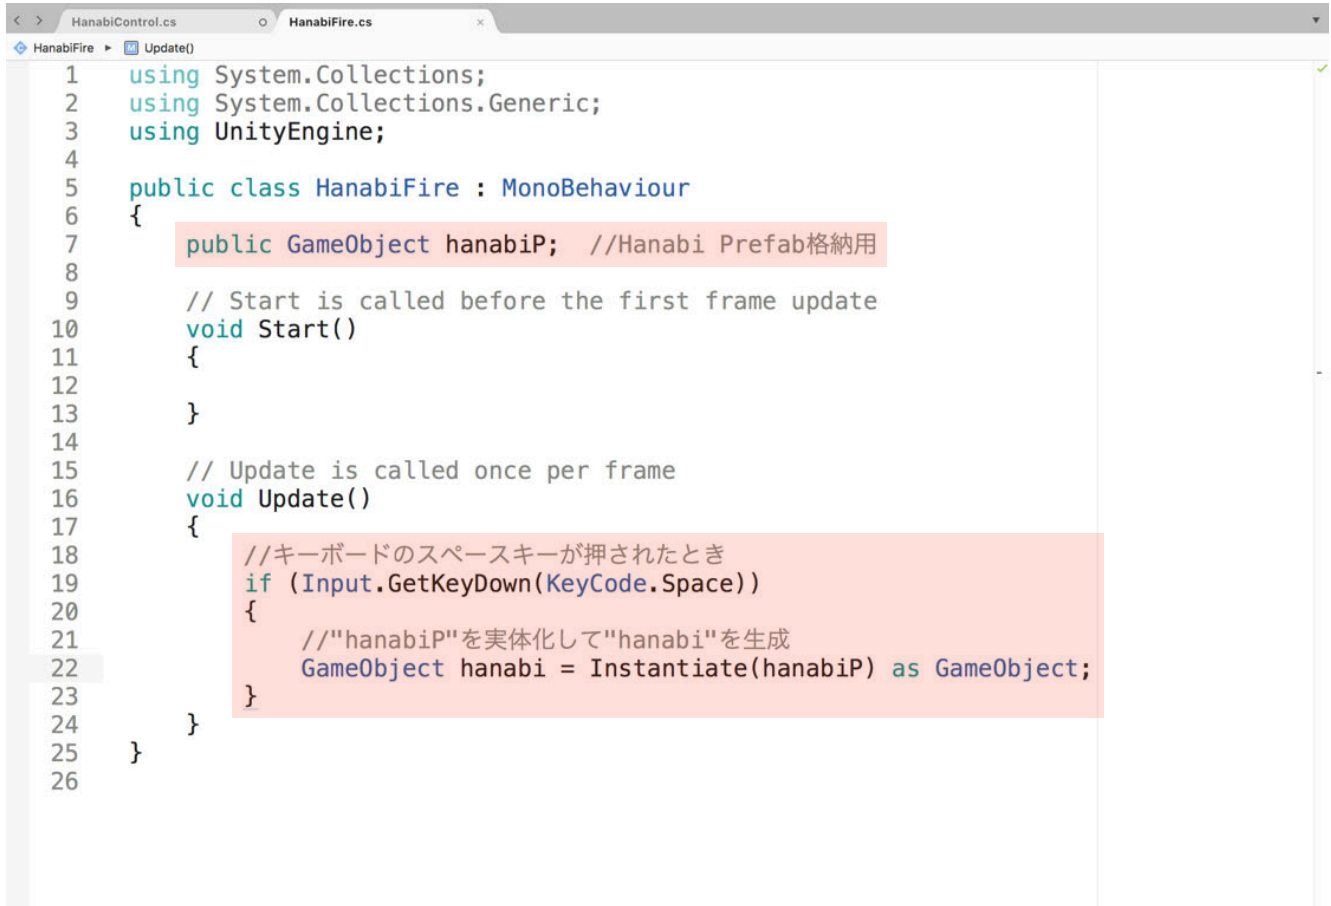 HanabiControl.cs HanabiFire.cs
HanabiFire ▸ M Update()
1 using System.Collections;
2 using System.Collections.Generic;
3 using UnityEngine;
4
5 public class HanabiFire : MonoBehaviour
6 {
7 public GameObject hanabiP; //Hanabi Prefab格納用
8
9 // Start is called before the first frame update
10 void Start()
11 {
12
13 }
14
15 // Update is called once per frame
16 void Update()
17 {
18 //キーボードのスペースキーが押されたとき
19 if (Input.GetKeyDown(KeyCode.Space))
20 {
21 //"hanabiP"を実体化して"hanabi"を生成
22 GameObject hanabi = Instantiate(hanabiP) as GameObject;
23 }
24 }
25 }
26